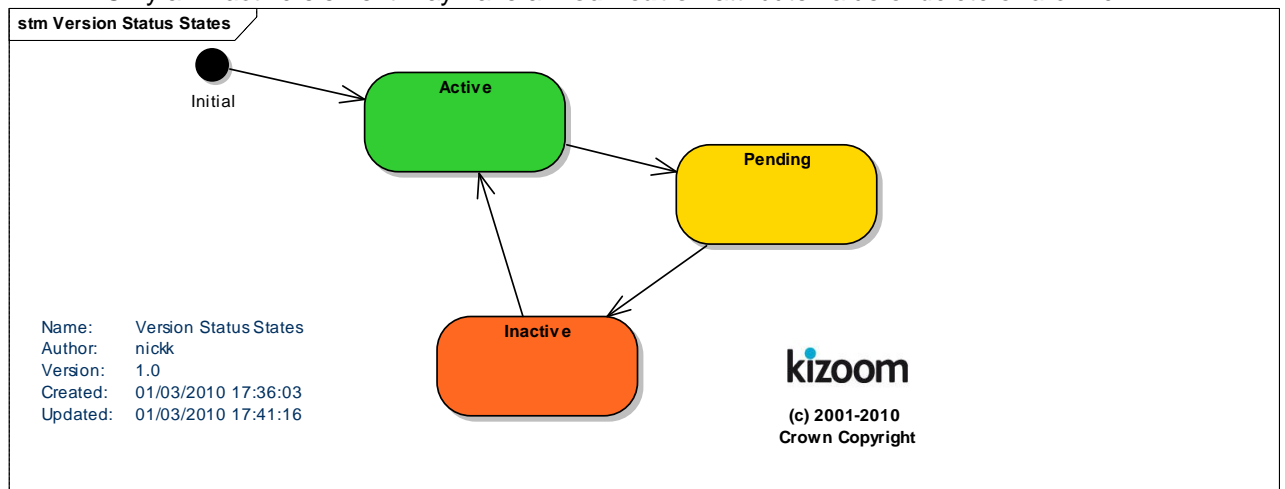 stm Version Status States
Initial
Active
Pending
Inactive
Name: Version Status States
Author: nickk
Version: 1.0
Created: 01/03/2010 17:36:03
Updated: 01/03/2010 17:41:16
kizoom
(c) 2001-2010
Crown Copyright